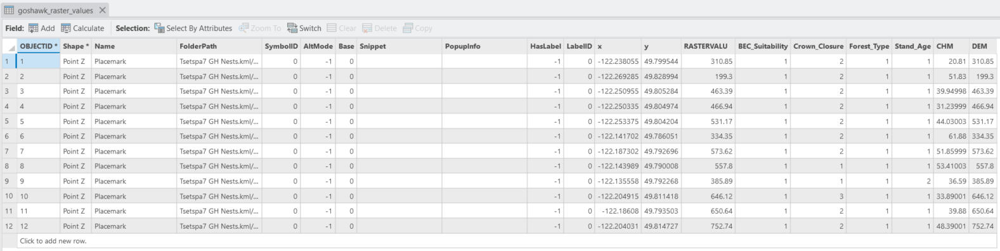 goshawk_raster_values
Field: Add Calculate Selection: Select By Attributes Zoom To Switch Clear Delete Copy
OBJECTID * Shape * Name FolderPath SymbolID AltMode Base Snippet PopupInfo HasLabel LabelID x y RASTERVALU BEC_Suitability Crown_Closure Forest_Type Stand_Age CHM DEM
1 1 Point Z Placemark Tsetspa7 GH Nests.kml/... 0 -1 0 -1 0 -122.238055 49.799544 310.85 1 2 1 1 20.81 310.85
2 2 Point Z Placemark Tsetspa7 GH Nests.kml/... 0 -1 0 -1 0 -122.269285 49.828994 199.3 1 2 1 1 51.83 199.3
3 3 Point Z Placemark Tsetspa7 GH Nests.kml/... 0 -1 0 -1 0 -122.250955 49.805284 463.39 1 2 1 1 39.94998 463.39
4 4 Point Z Placemark Tsetspa7 GH Nests.kml/... 0 -1 0 -1 0 -122.250335 49.804974 466.94 1 2 1 1 31.23999 466.94
5 5 Point Z Placemark Tsetspa7 GH Nests.kml/... 0 -1 0 -1 0 -122.253375 49.804204 531.17 1 2 1 1 44.03003 531.17
6 6 Point Z Placemark Tsetspa7 GH Nests.kml/... 0 -1 0 -1 0 -122.141702 49.786051 334.35 1 2 1 1 61.88 334.35
7 7 Point Z Placemark Tsetspa7 GH Nests.kml/... 0 -1 0 -1 0 -122.187302 49.792696 573.62 1 2 1 1 51.85999 573.62
8 8 Point Z Placemark Tsetspa7 GH Nests.kml/... 0 -1 0 -1 0 -122.143989 49.790008 557.8 1 1 1 1 53.41003 557.8
9 9 Point Z Placemark Tsetspa7 GH Nests.kml/... 0 -1 0 -1 0 -122.135558 49.792268 385.89 1 1 1 2 36.59 385.89
10 10 Point Z Placemark Tsetspa7 GH Nests.kml/... 0 -1 0 -1 0 -122.204915 49.811418 646.12 1 3 1 1 33.89001 646.12
11 11 Point Z Placemark Tsetspa7 GH Nests.kml/... 0 -1 0 -1 0 -122.18608 49.793503 650.64 1 2 1 1 39.88 650.64
12 12 Point Z Placemark Tsetspa7 GH Nests.kml/... 0 -1 0 -1 0 -122.204031 49.814727 752.74 1 2 1 1 48.39001 752.74
Click to add new row.